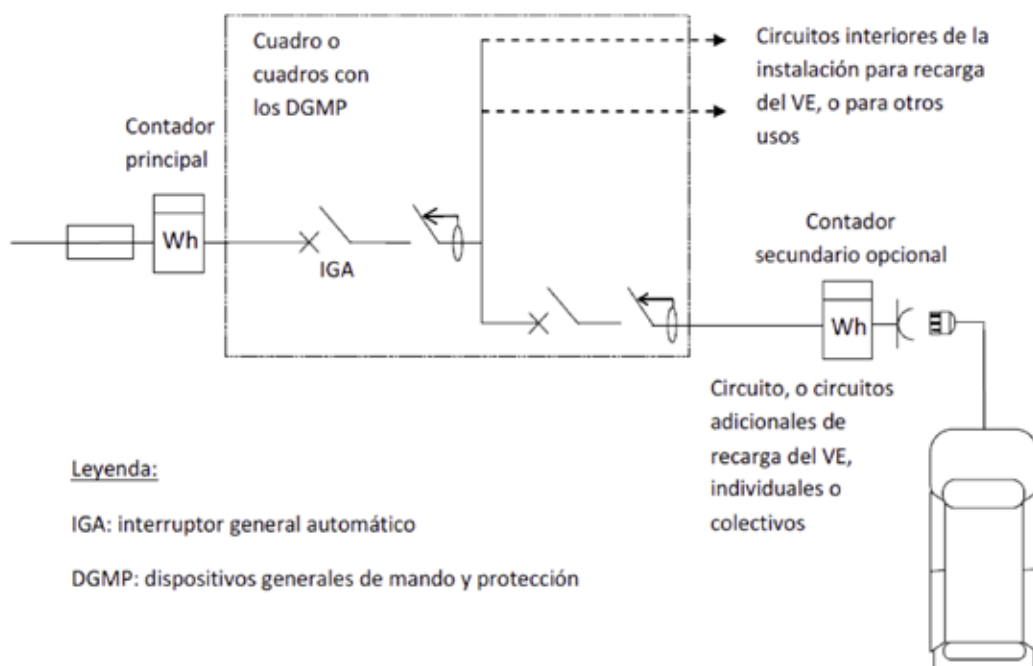 Cuadro o
cuadros con
los DGMP
Circuitos interiores de la
instalación para recarga
del VE, o para otros
usos
Contador
principal
Wh
IGA
Contador
secundario opcional
Wh
Circuito, o circuitos
adicionales de
recarga del VE,
individuales o
colectivos
Leyenda:
IGA: interruptor general automático
DGMP: dispositivos generales de mando y protección